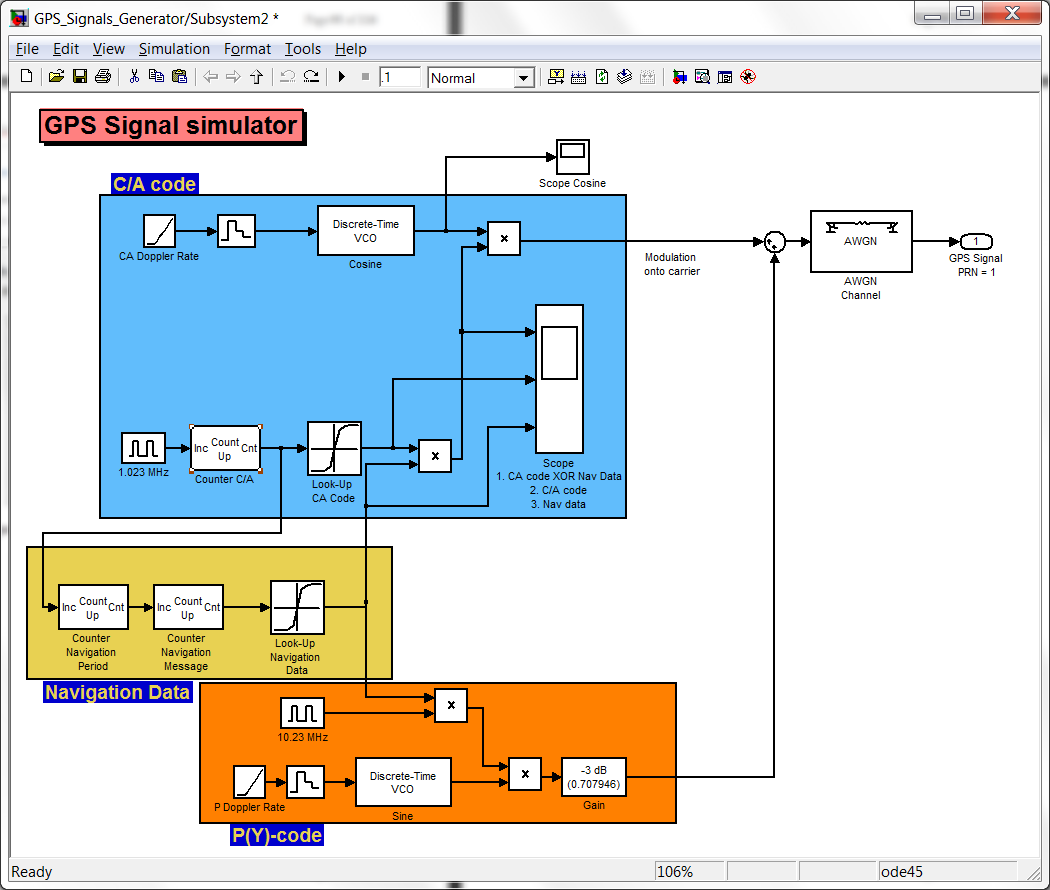 GPS_Signals_Generator/Subsystem2 *
File Edit View Simulation Format Tools Help
.1 Normal
GPS Signal simulator
C/A code
Scope Cosine
CA Doppler Rate
Discrete-Time
VCO
Cosine
x
Modulation
onto carrier
AWGN
AWGN
Channel
1
GPS Signal
PRN = 1
1.023 MHz
Inc Count Cnt
Up
Counter C/A
Look-Up
CA Code
x
Scope
1. CA code XOR Nav Data
2. C/A code
3. Nav data
Inc Count Cnt
Up
Counter
Navigation
Period
Inc Count Cnt
Up
Counter
Navigation
Message
Look-Up
Navigation
Data
Navigation Data
10.23 MHz
x
P Doppler Rate
Discrete-Time
VCO
Sine
x
-3 dB
(0.707946)
Gain
P(Y)-code
Ready 106% ode45